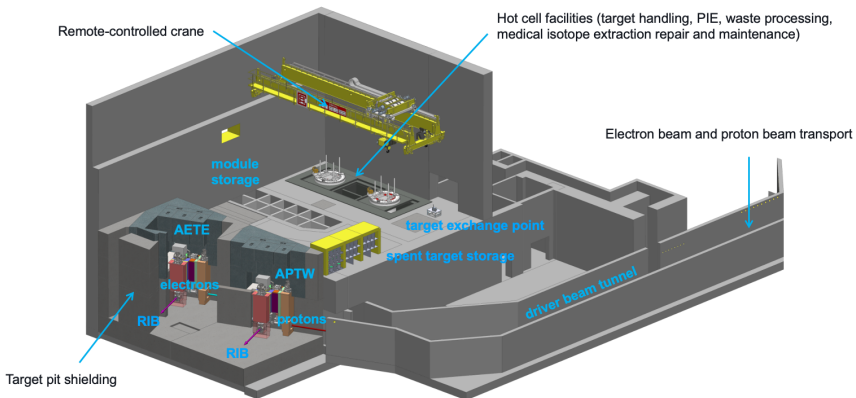 Hot cell facilities (target handling, PIE, waste processing,
medical isotope extraction repair and maintenance)
Remote-controlled crane
Electron beam and proton beam transport
module
storage
target exchange point
AETE
spent target storage
APTW
electrons
driver beam tunnel
RIB
protons
RIB
Target pit shielding